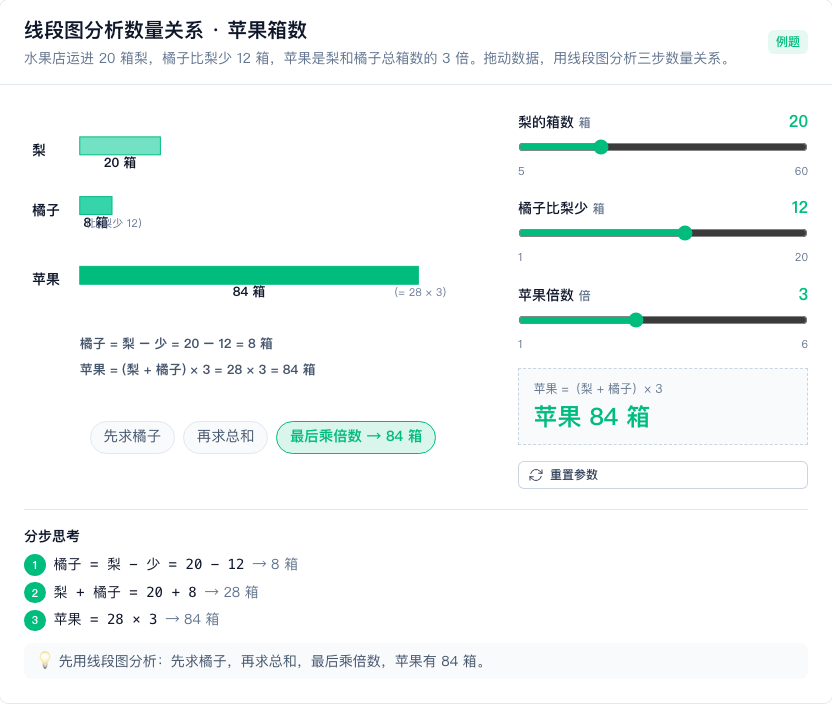 线段图分析数量关系 · 苹果箱数
水果店运进 20 箱梨，橘子比梨少 12 箱，苹果是梨和橘子总箱数的 3 倍。拖动数据，用线段图分析三步数量关系。
例题
梨
20 箱
橘子
8 箱
梨少 12)
苹果
84 箱
(= 28 × 3)
橘子 = 梨 − 少 = 20 − 12 = 8 箱
苹果 = (梨 + 橘子) × 3 = 28 × 3 = 84 箱
先求橘子
再求总和
最后乘倍数 → 84 箱
梨的箱数 箱
20
5
60
橘子比梨少 箱
12
1
20
苹果倍数 倍
3
1
6
苹果 =（梨 + 橘子）× 3
苹果 84 箱
重置参数
分步思考
1 橘子 = 梨 − 少 = 20 − 12 → 8 箱
2 梨 + 橘子 = 20 + 8 → 28 箱
3 苹果 = 28 × 3 → 84 箱
先用线段图分析：先求橘子，再求总和，最后乘倍数，苹果有 84 箱。